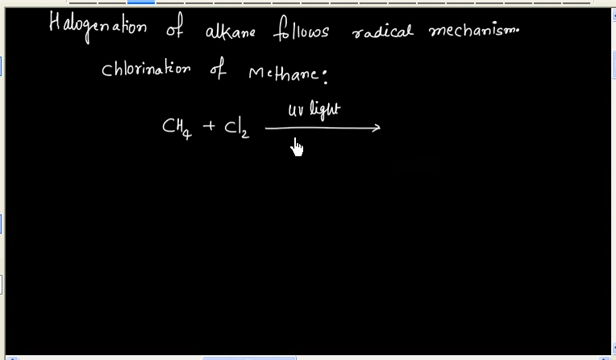 Halogenation of alkane follows radical mechanism.
Chlorination of Methane:
uv light
CH₄ + Cl₂ ⟶